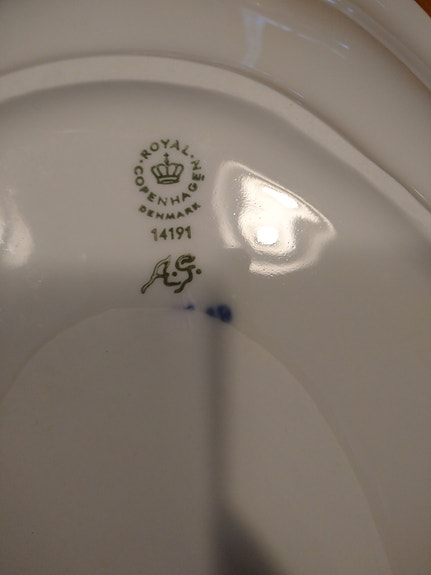 ROYAL
COPENHAGEN
DENMARK
14191
A.S.